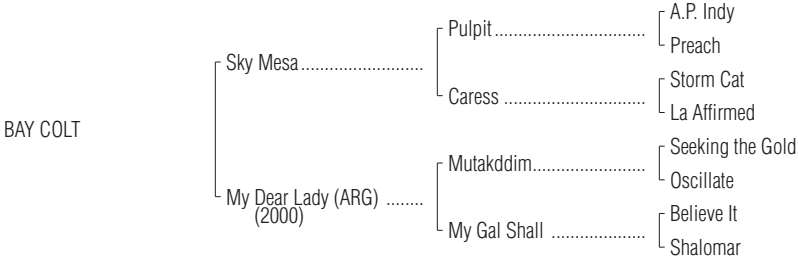 A.P. Indy
Pulpit..............................
Preach
Sky Mesa.........................
Storm Cat
Caress .............................
La Affirmed
BAY COLT
Seeking the Gold
Mutakddim.......................
Oscillate
My Dear Lady (ARG) ........
(2000)
Believe It
My Gal Shall ...................
Shalomar